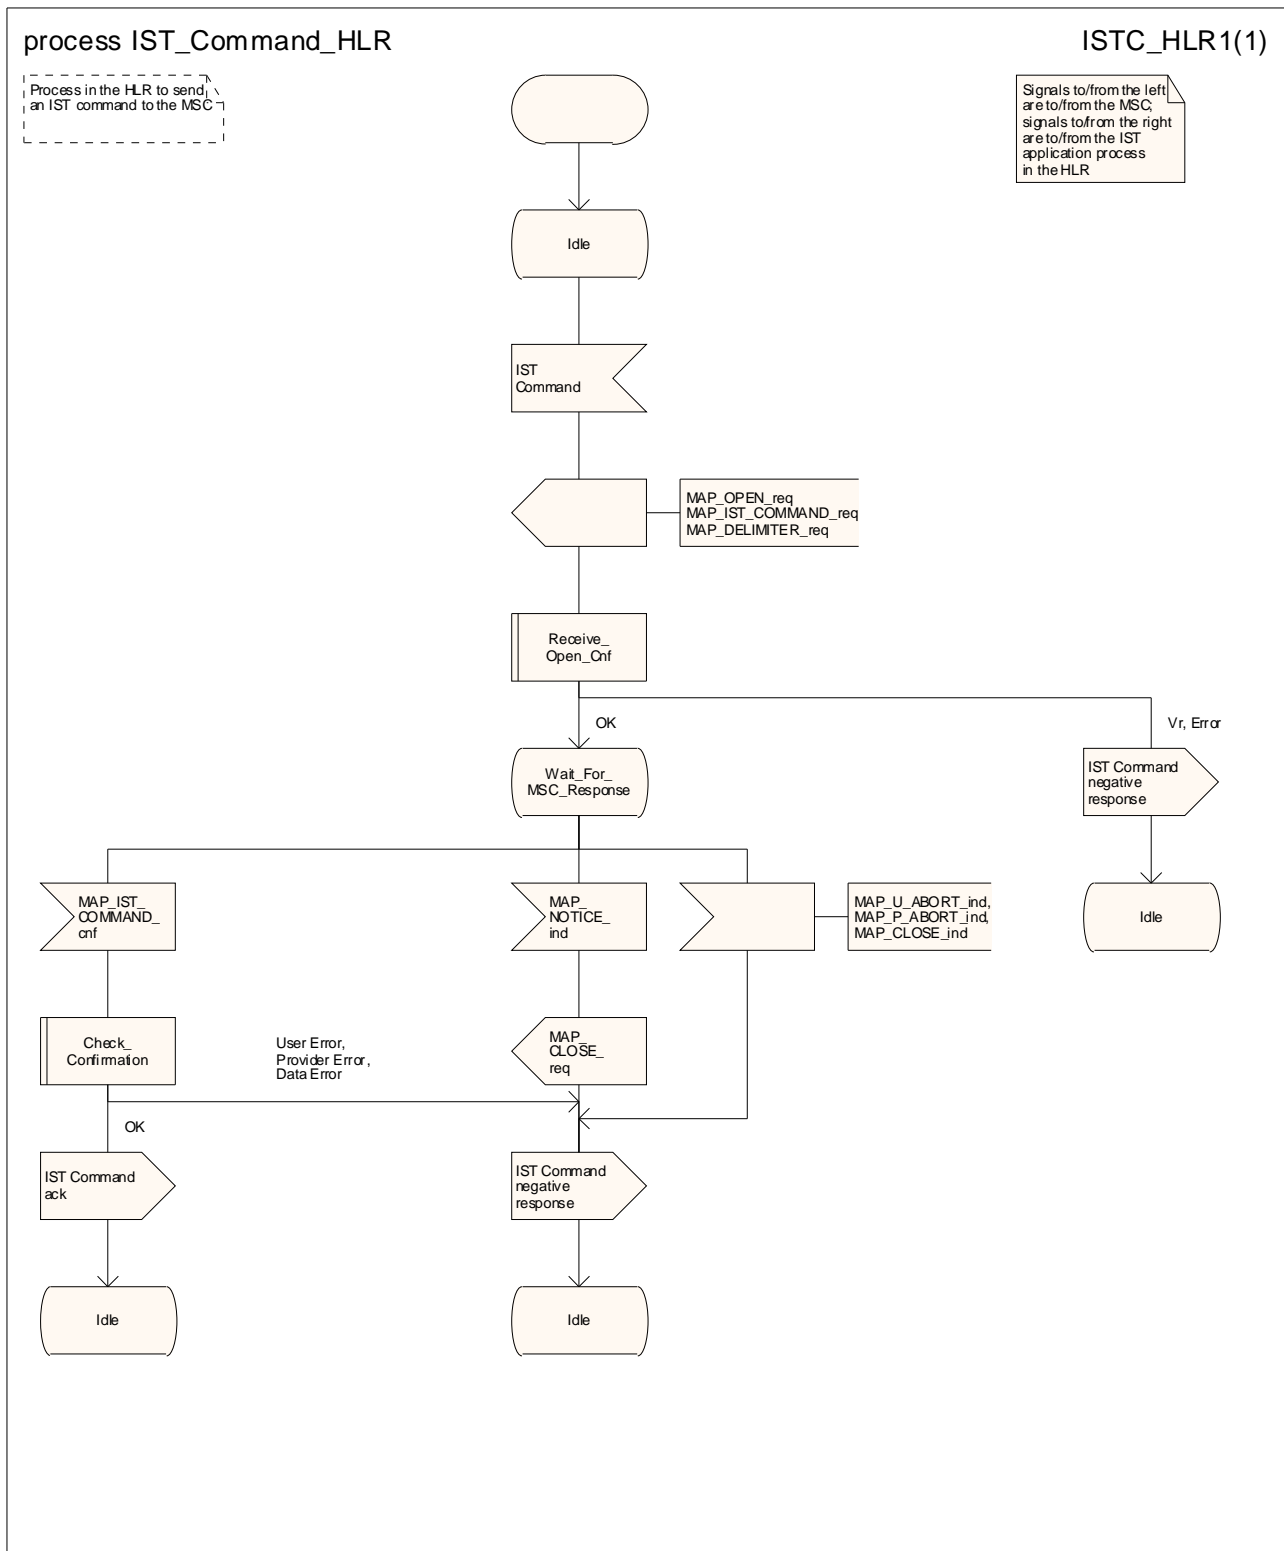 process IST_Command_HLR
ISTC_HLR1(1)
Process in the HLR to send
an IST command to the MSC
Signals to/from the left
are to/from the MSC;
signals to/from the right
are to/from the IST
application process
in the HLR
Idle
IST
Command
MAP_OPEN_req
MAP_IST_COMMAND_req
MAP_DELIMITER_req
Receive_
Open_Cnf
OK
Vr, Error
Wait_For_
MSC_Response
IST Command
negative
response
MAP_IST_
COMMAND_
cnf
MAP_
NOTICE_
ind
MAP_U_ABORT_ind,
MAP_P_ABORT_ind,
MAP_CLOSE_ind
Idle
Check_
Confirmation
User Error,
Provider Error,
Data Error
MAP_
CLOSE_
req
OK
IST Command
ack
IST Command
negative
response
Idle
Idle